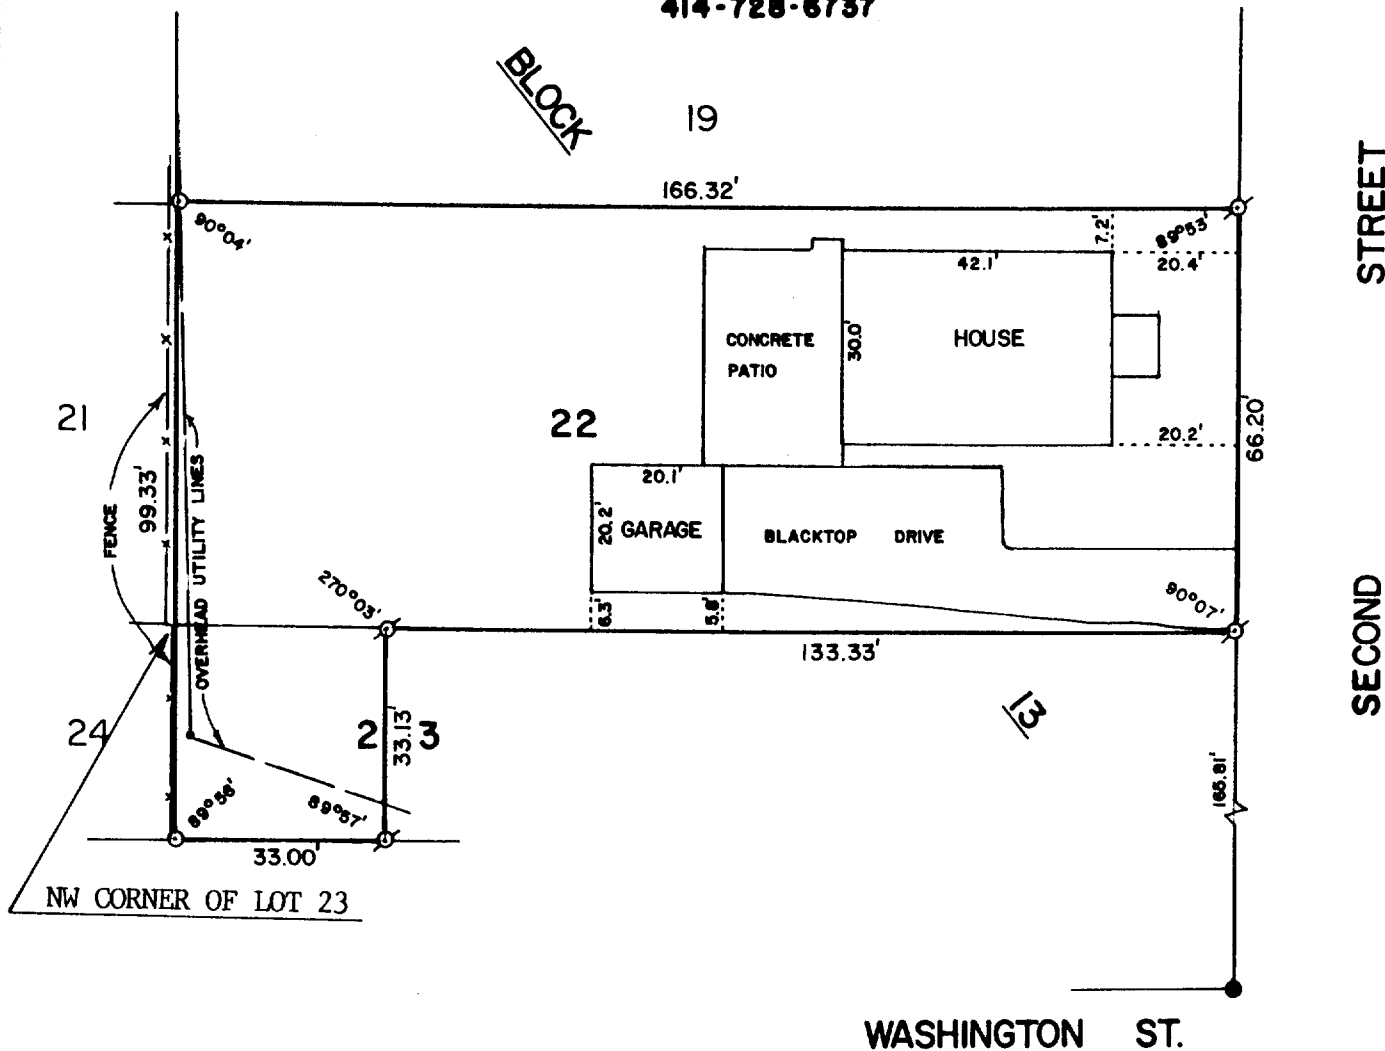 414-728-6737
BLOCK
19
166.32'
90°04'
7.2'
89°53'
20.4'
42.1'
STREET
CONCRETE
PATIO
30.0'
HOUSE
21
22
20.2'
66.20'
99.33'
FENCE
OVERHEAD UTILITY LINES
20.1'
20.2'
GARAGE
BLACKTOP DRIVE
270°03'
6.3'
5.8'
90°07'
133.33'
SECOND
13
24
2 3
33.13'
89°56'
89°57'
165.81'
33.00'
NW CORNER OF LOT 23
WASHINGTON ST.